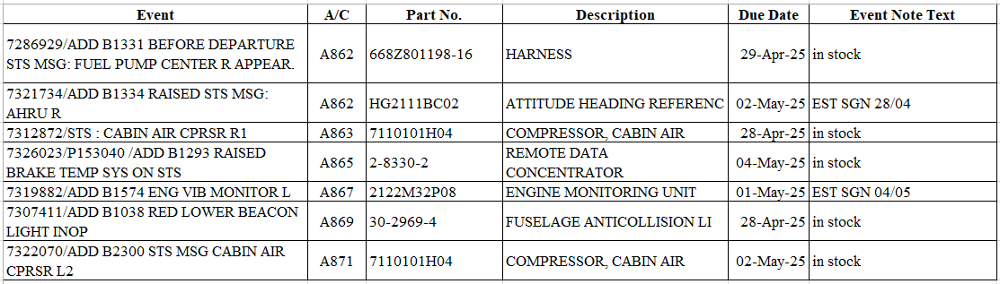 Event A/C Part No. Description Due Date Event Note Text
7286929/ADD B1331 BEFORE DEPARTURE
STS MSG: FUEL PUMP CENTER R APPEAR. A862 668Z801198-16 HARNESS 29-Apr-25 in stock
7321734/ADD B1334 RAISED STS MSG:
AHRU R A862 HG2111BC02 ATTITUDE HEADING REFERENC 02-May-25 EST SGN 28/04
7312872/STS : CABIN AIR CPRSR R1 A863 7110101H04 COMPRESSOR, CABIN AIR 28-Apr-25 in stock
7326023/P153040 /ADD B1293 RAISED
BRAKE TEMP SYS ON STS A865 2-8330-2 REMOTE DATA
CONCENTRATOR 04-May-25 in stock
7319882/ADD B1574 ENG VIB MONITOR L A867 2122M32P08 ENGINE MONITORING UNIT 01-May-25 EST SGN 04/05
7307411/ADD B1038 RED LOWER BEACON
LIGHT INOP A869 30-2969-4 FUSELAGE ANTICOLLISION LI 28-Apr-25 in stock
7322070/ADD B2300 STS MSG CABIN AIR
CPRSR L2 A871 7110101H04 COMPRESSOR, CABIN AIR 02-May-25 in stock